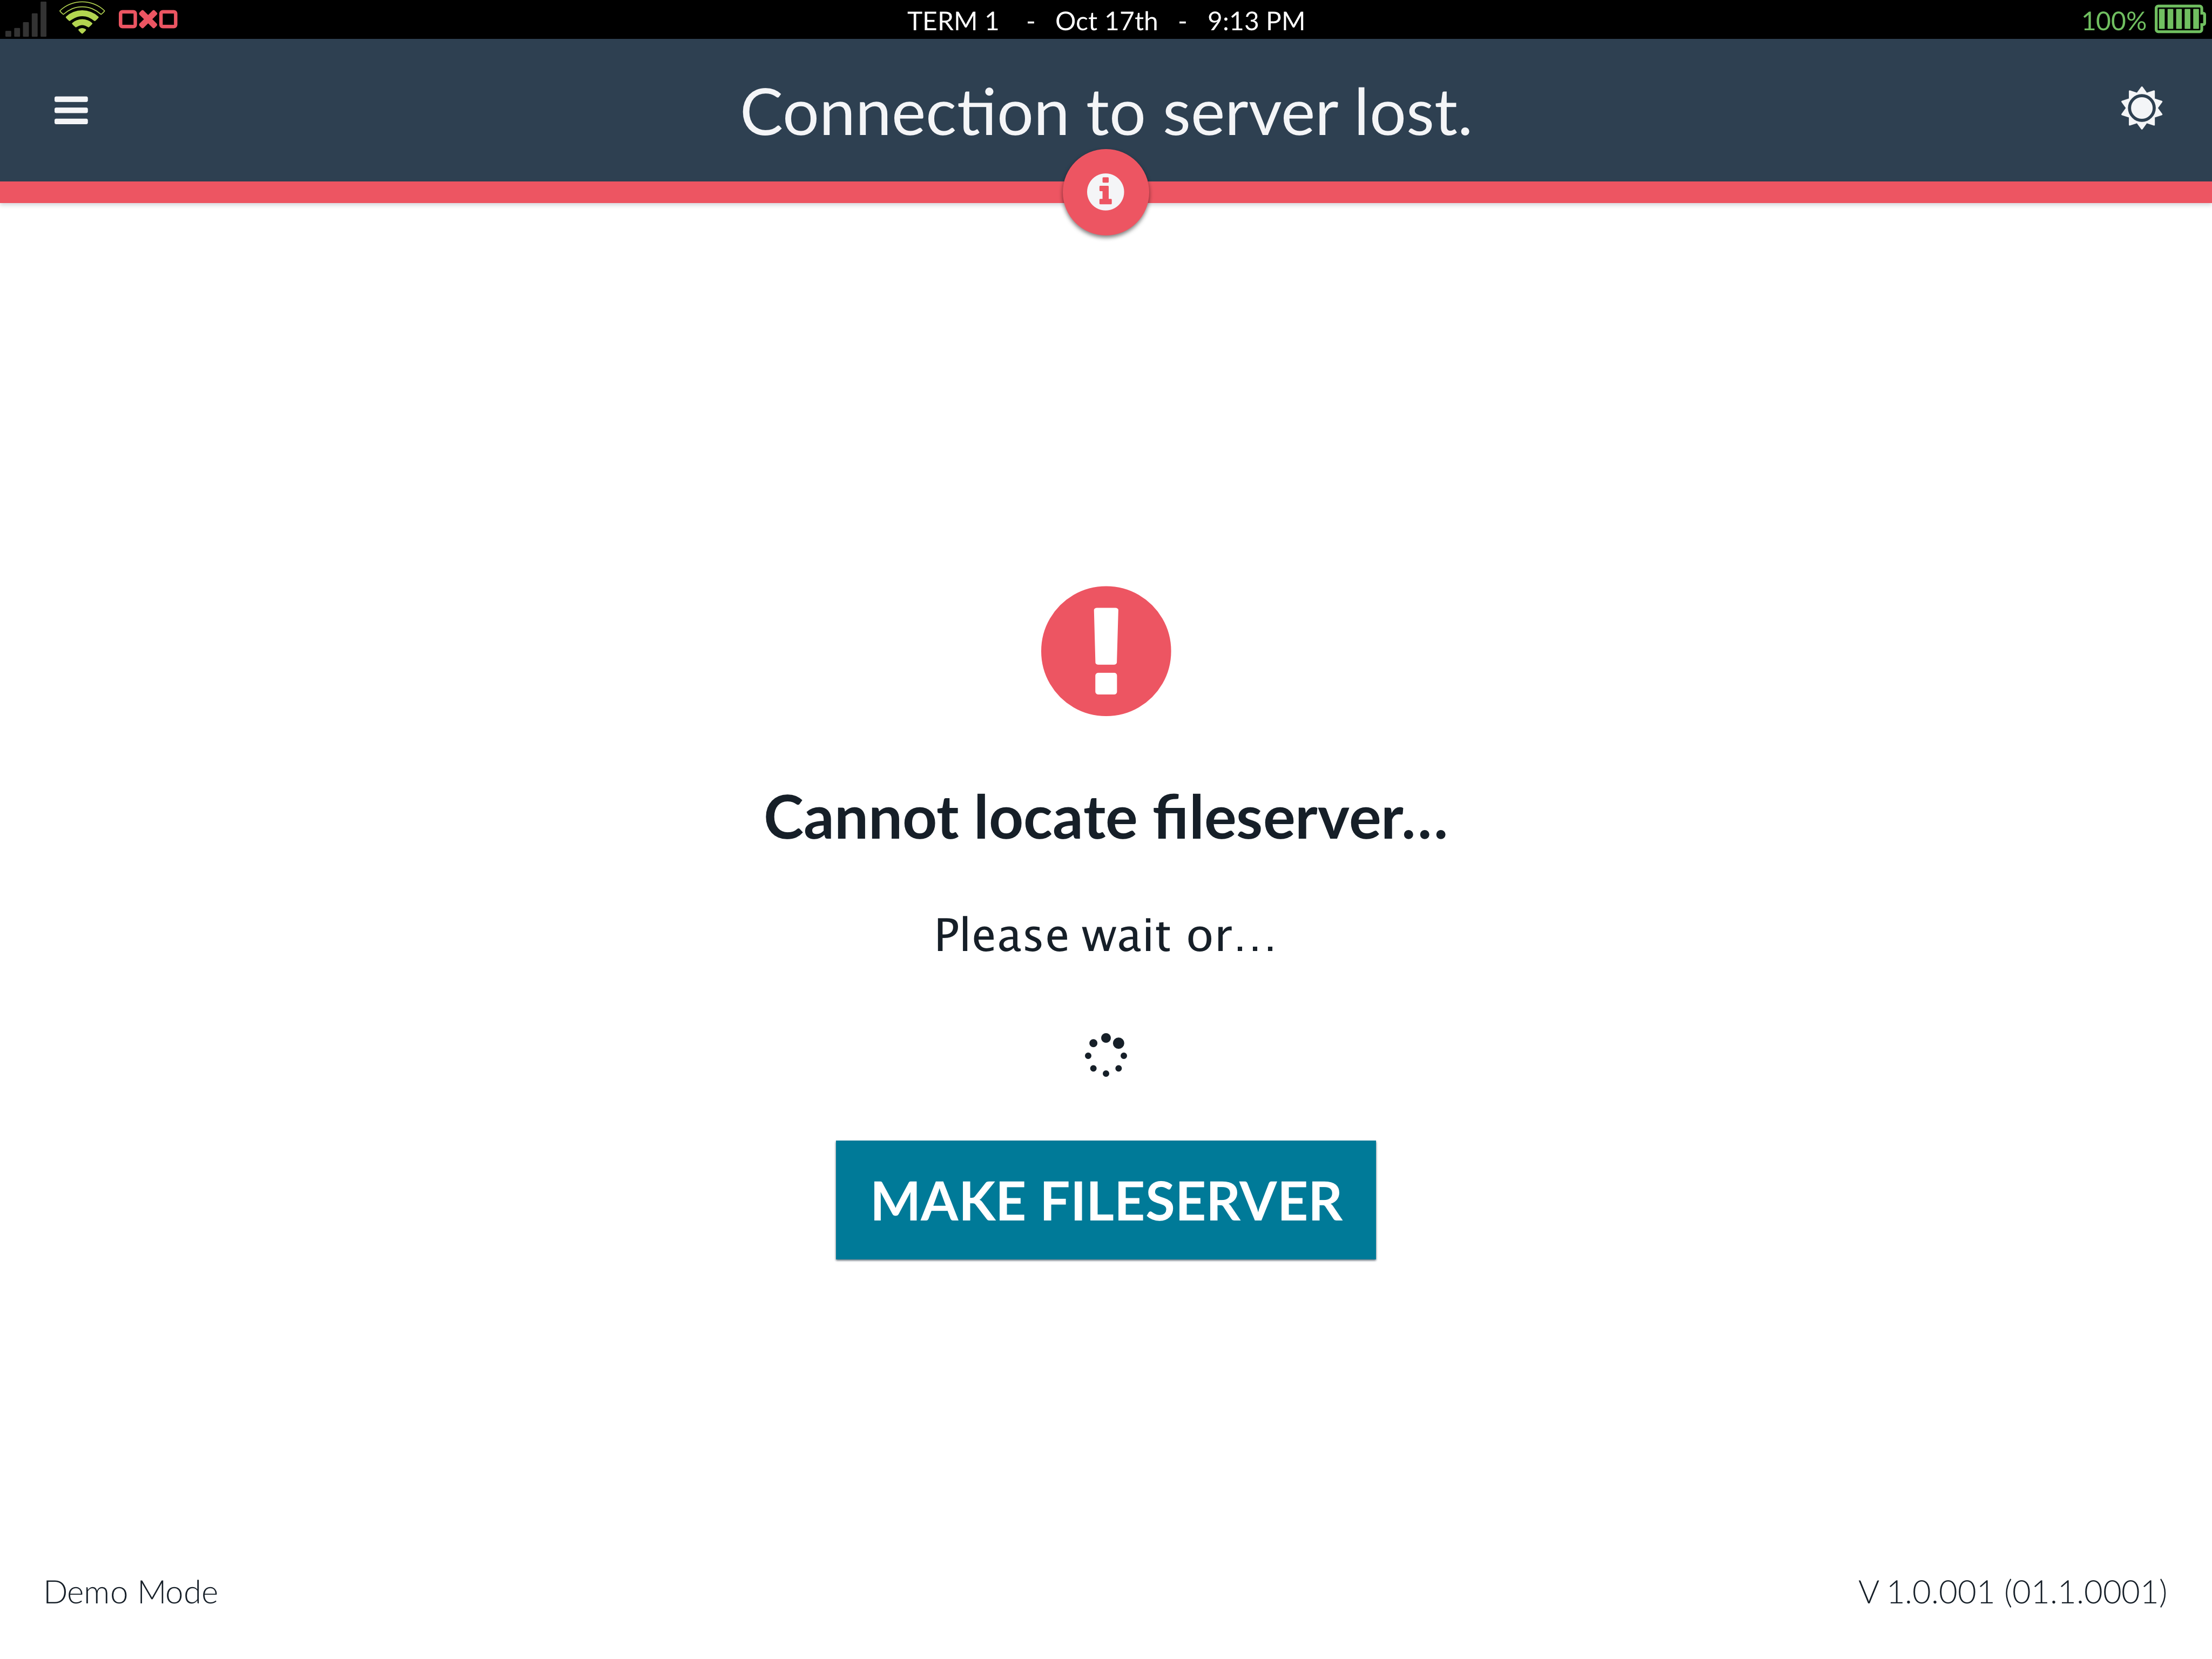 TERM 1 - Oct 17th - 9:13 PM
100%
Connection to server lost.
Cannot locate fileserver...
Please wait or...
MAKE FILESERVER
Demo Mode
V 1.0.001 (01.1.0001)